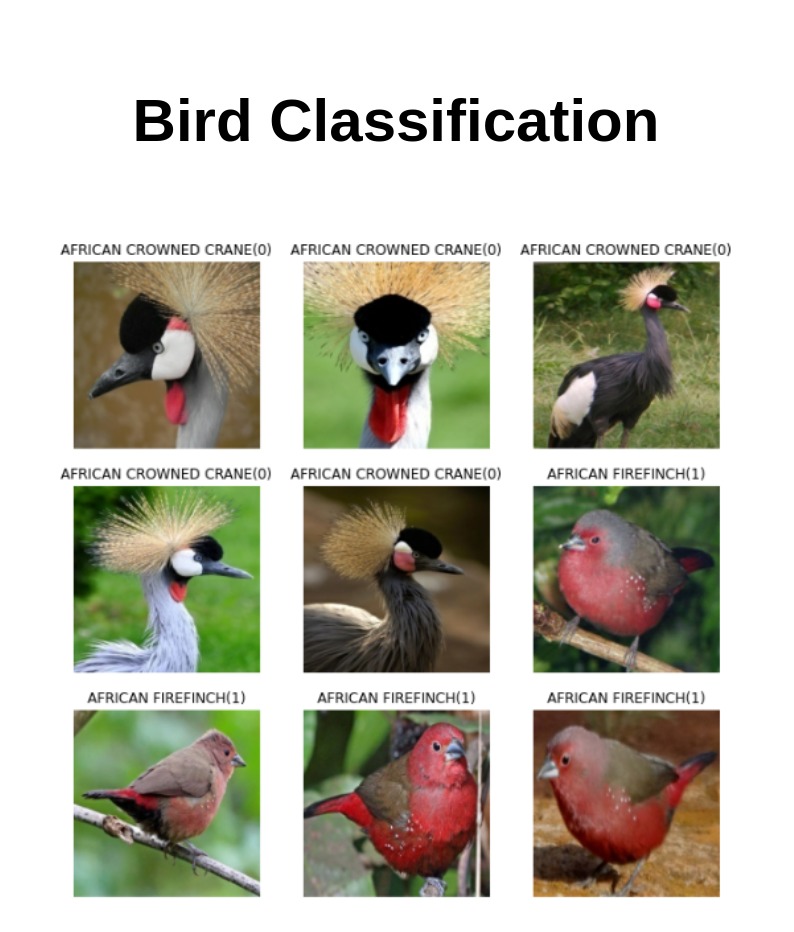 Bird Classification
AFRICAN CROWNED CRANE(0) AFRICAN CROWNED CRANE(0) AFRICAN CROWNED CRANE(0)
AFRICAN CROWNED CRANE(0) AFRICAN CROWNED CRANE(0) AFRICAN FIREFINCH(1)
AFRICAN FIREFINCH(1) AFRICAN FIREFINCH(1) AFRICAN FIREFINCH(1)